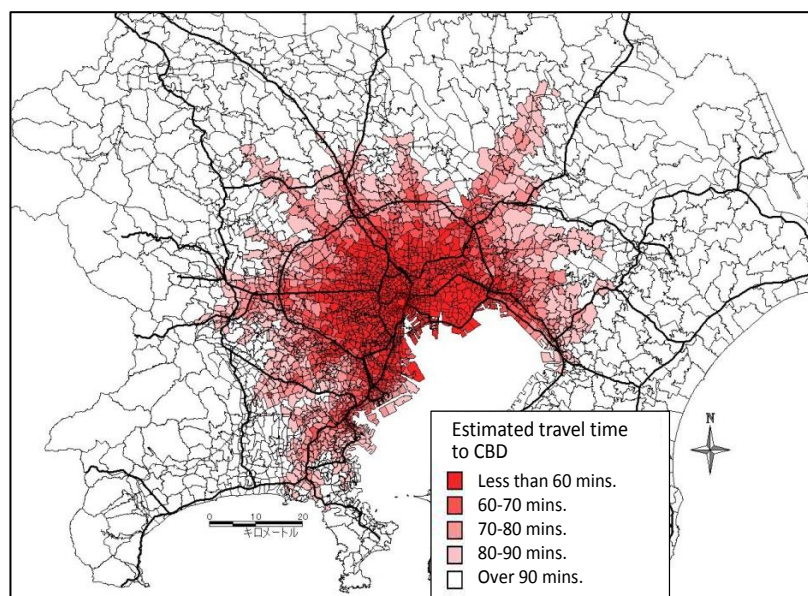 N
Estimated travel time
to CBD
Less than 60 mins.
60-70 mins.
70-80 mins.
80-90 mins.
Over 90 mins.
0 10 20
キロメートル